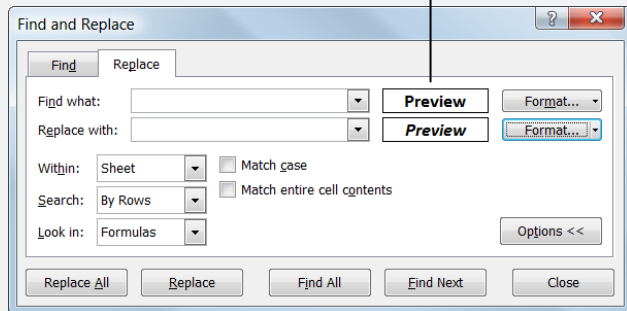 Find and Replace
?
Find Replace
Find what: Preview Format...
Replace with: Preview Format...
Within: Sheet Match case
Match entire cell contents
Search: By Rows
Look in: Formulas Options <<
Replace All Replace Find All Find Next Close